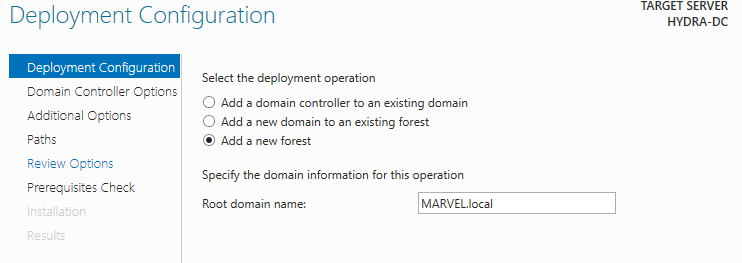 Deployment Configuration
TARGET SERVER
HYDRA-DC
Deployment Configuration
Domain Controller Options
Additional Options
Paths
Review Options
Prerequisites Check
Installation
Results
Select the deployment operation
Add a domain controller to an existing domain
Add a new domain to an existing forest
Add a new forest
Specify the domain information for this operation
Root domain name: MARVEL.local